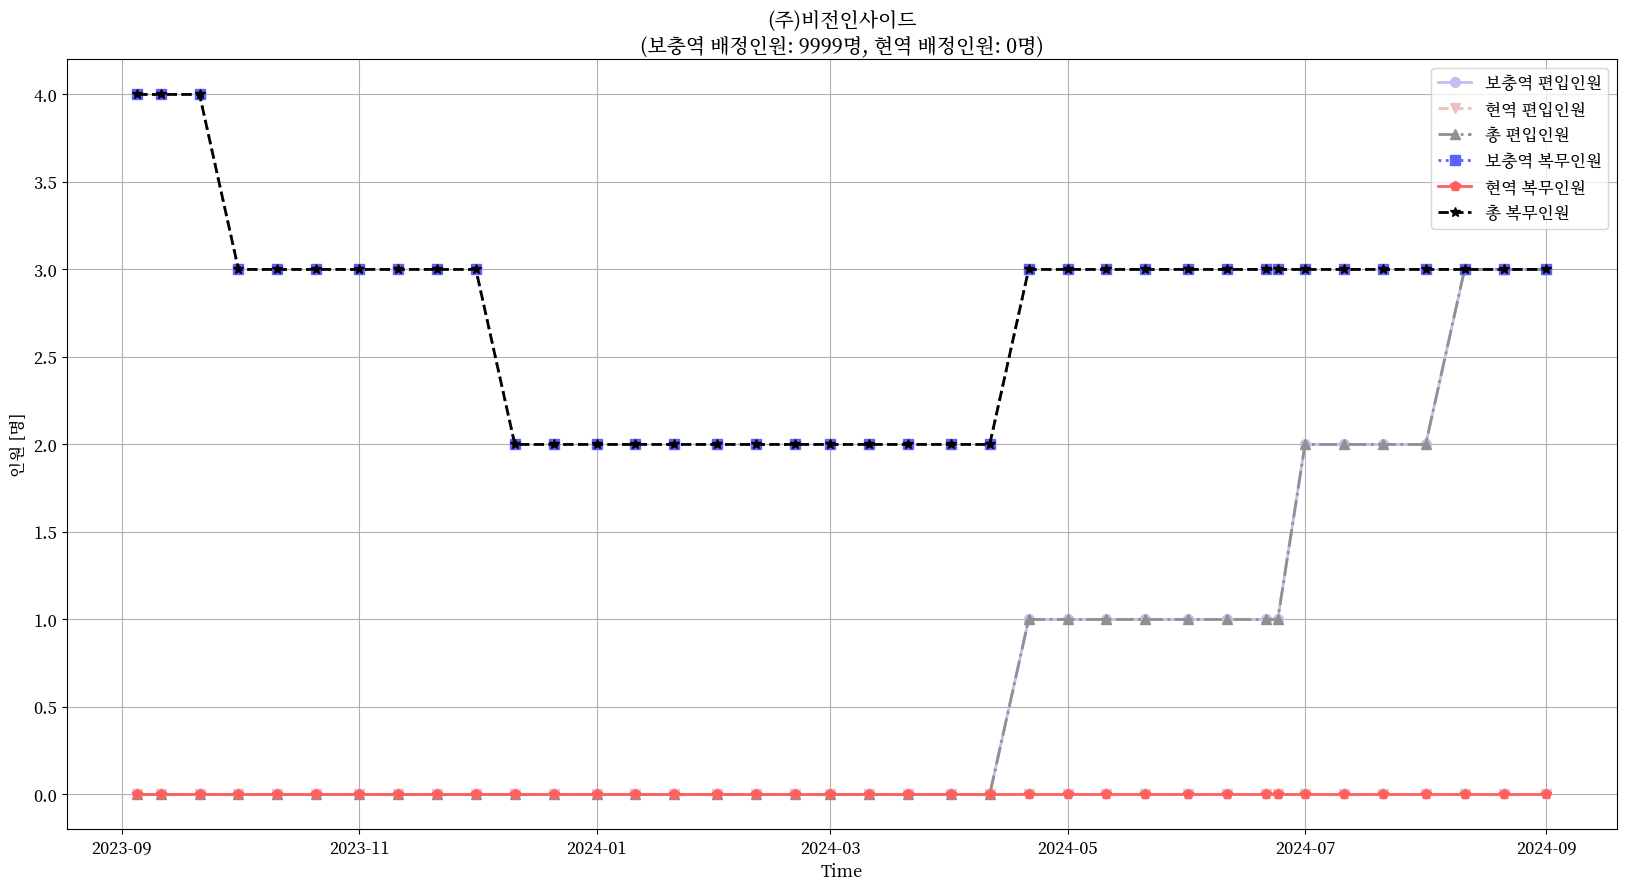 (주)비전인사이드
(보충역 배정인원: 9999명, 현역 배정인원: 0명)
보충역 편입인원
현역 편입인원
총 편입인원
보충역 복무인원
현역 복무인원
총 복무인원
인원 [명]
4.0
3.5
3.0
2.5
2.0
1.5
1.0
0.5
0.0
2023-09
2023-11
2024-01
2024-03
2024-05
2024-07
2024-09
Time